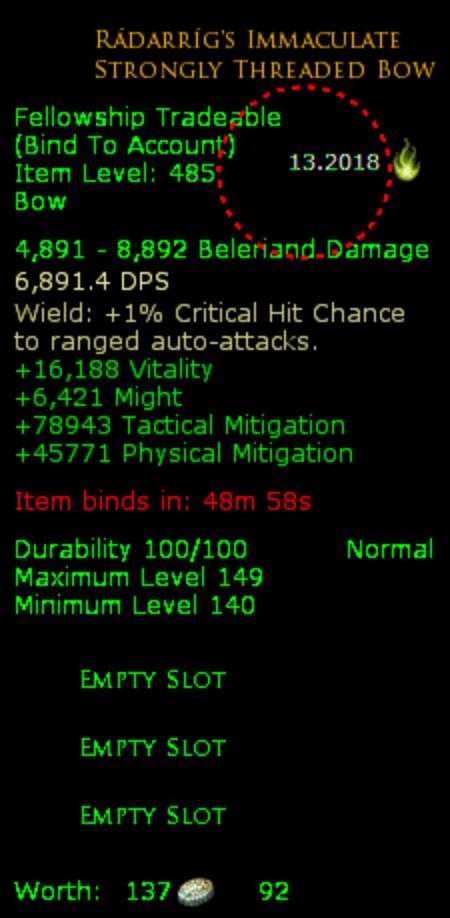 RÁDARRÍG'S IMMACULATE
STRONGLY THREADED BOW
Fellowship Tradeable
(Bind To Account)
Item Level: 485
Bow
13.2018
4,891 - 8,892 Beleriand Damage
6,891.4 DPS
Wield: +1% Critical Hit Chance
to ranged auto-attacks.
+16,188 Vitality
+6,421 Might
+78943 Tactical Mitigation
+45771 Physical Mitigation
Item binds in: 48m 58s
Durability 100/100 Normal
Maximum Level 149
Minimum Level 140
EMPTY SLOT
EMPTY SLOT
EMPTY SLOT
Worth: 137 92